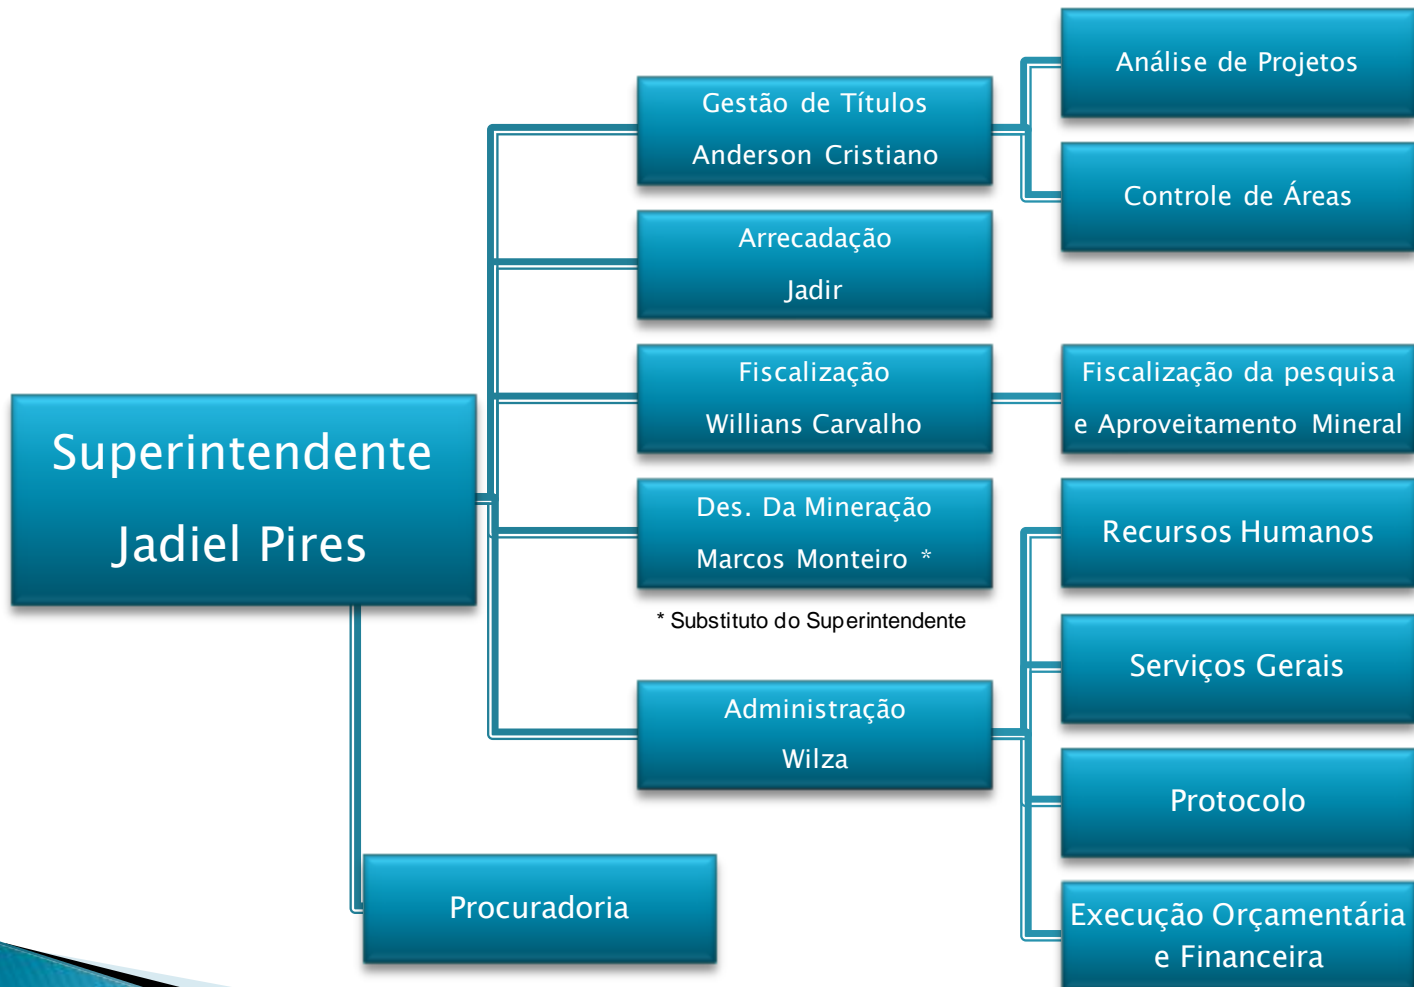 Superintendente
Jadiel Pires
Gestão de Títulos
Anderson Cristiano
Análise de Projetos
Controle de Áreas
Arrecadação
Jadir
Fiscalização
Willians Carvalho
Fiscalização da pesquisa
e Aproveitamento Mineral
Des. Da Mineração
Marcos Monteiro *
* Substituto do Superintendente
Administração
Wilza
Recursos Humanos
Serviços Gerais
Protocolo
Execução Orçamentária
e Financeira
Procuradoria